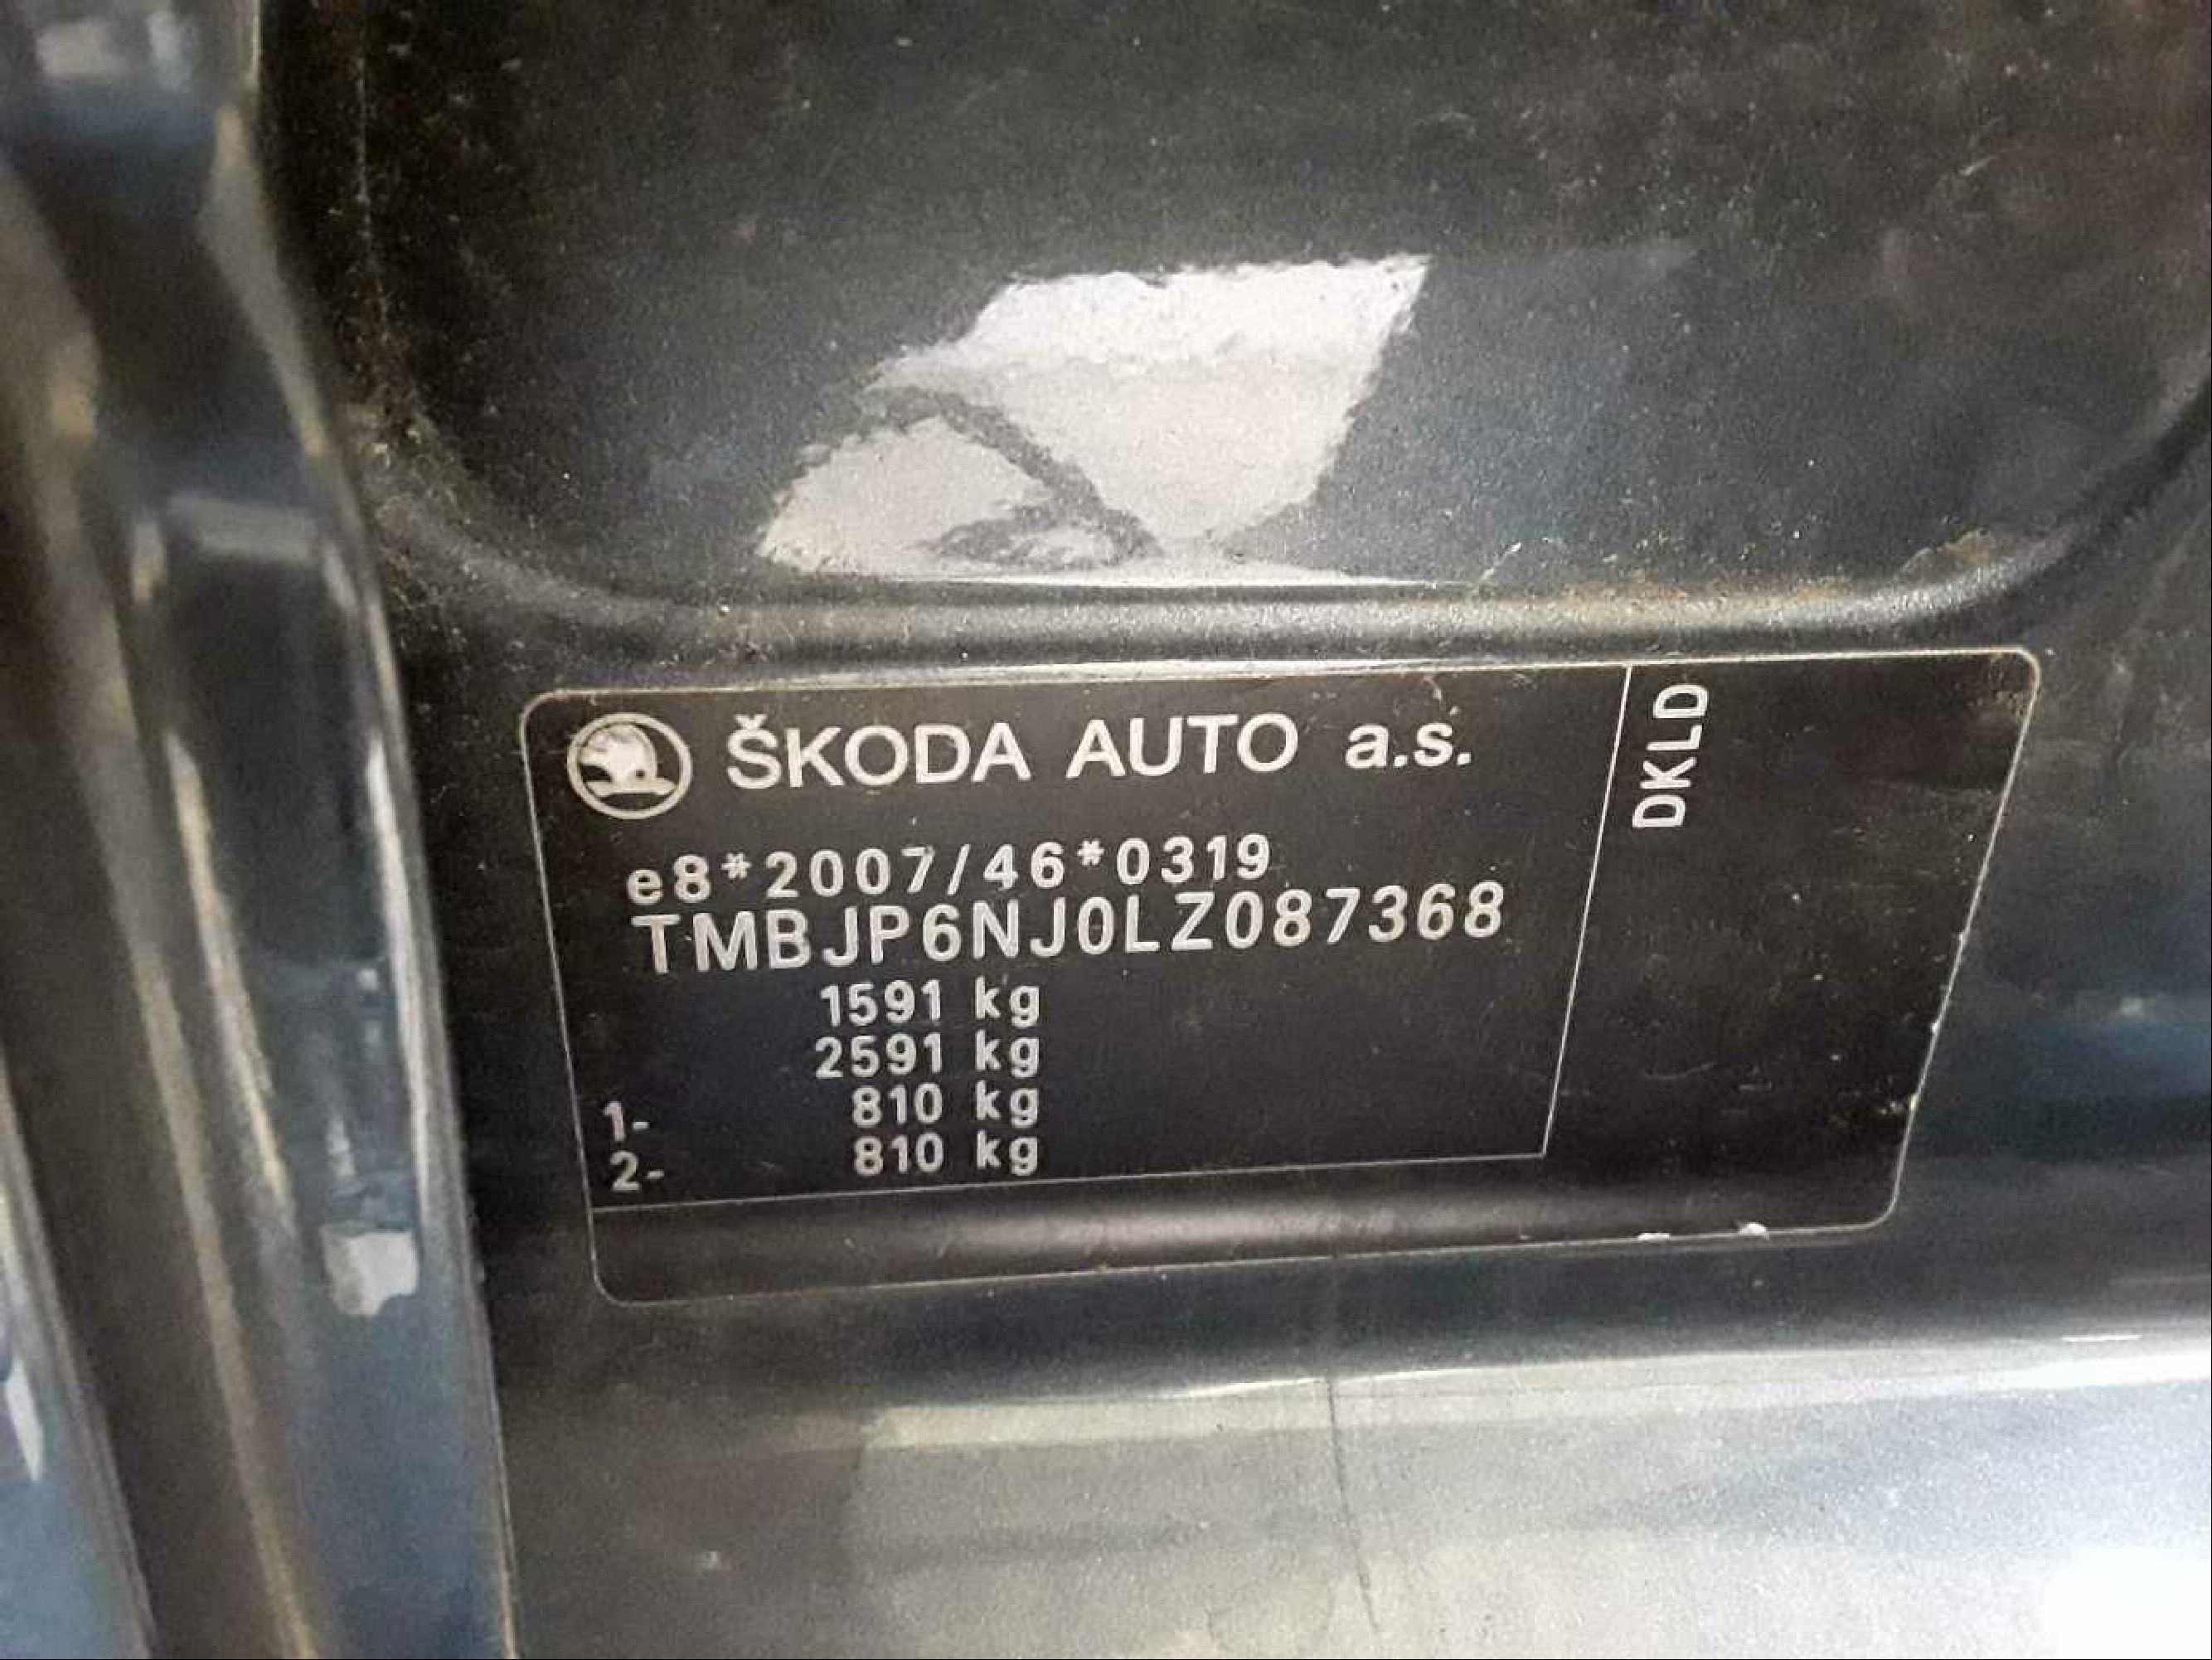 ŠKODA AUTO a.s.
DKLD
e8*2007/46*0319
TMBJP6NJ0LZ087368
1591 kg
2591 kg
1- 810 kg
2- 810 kg